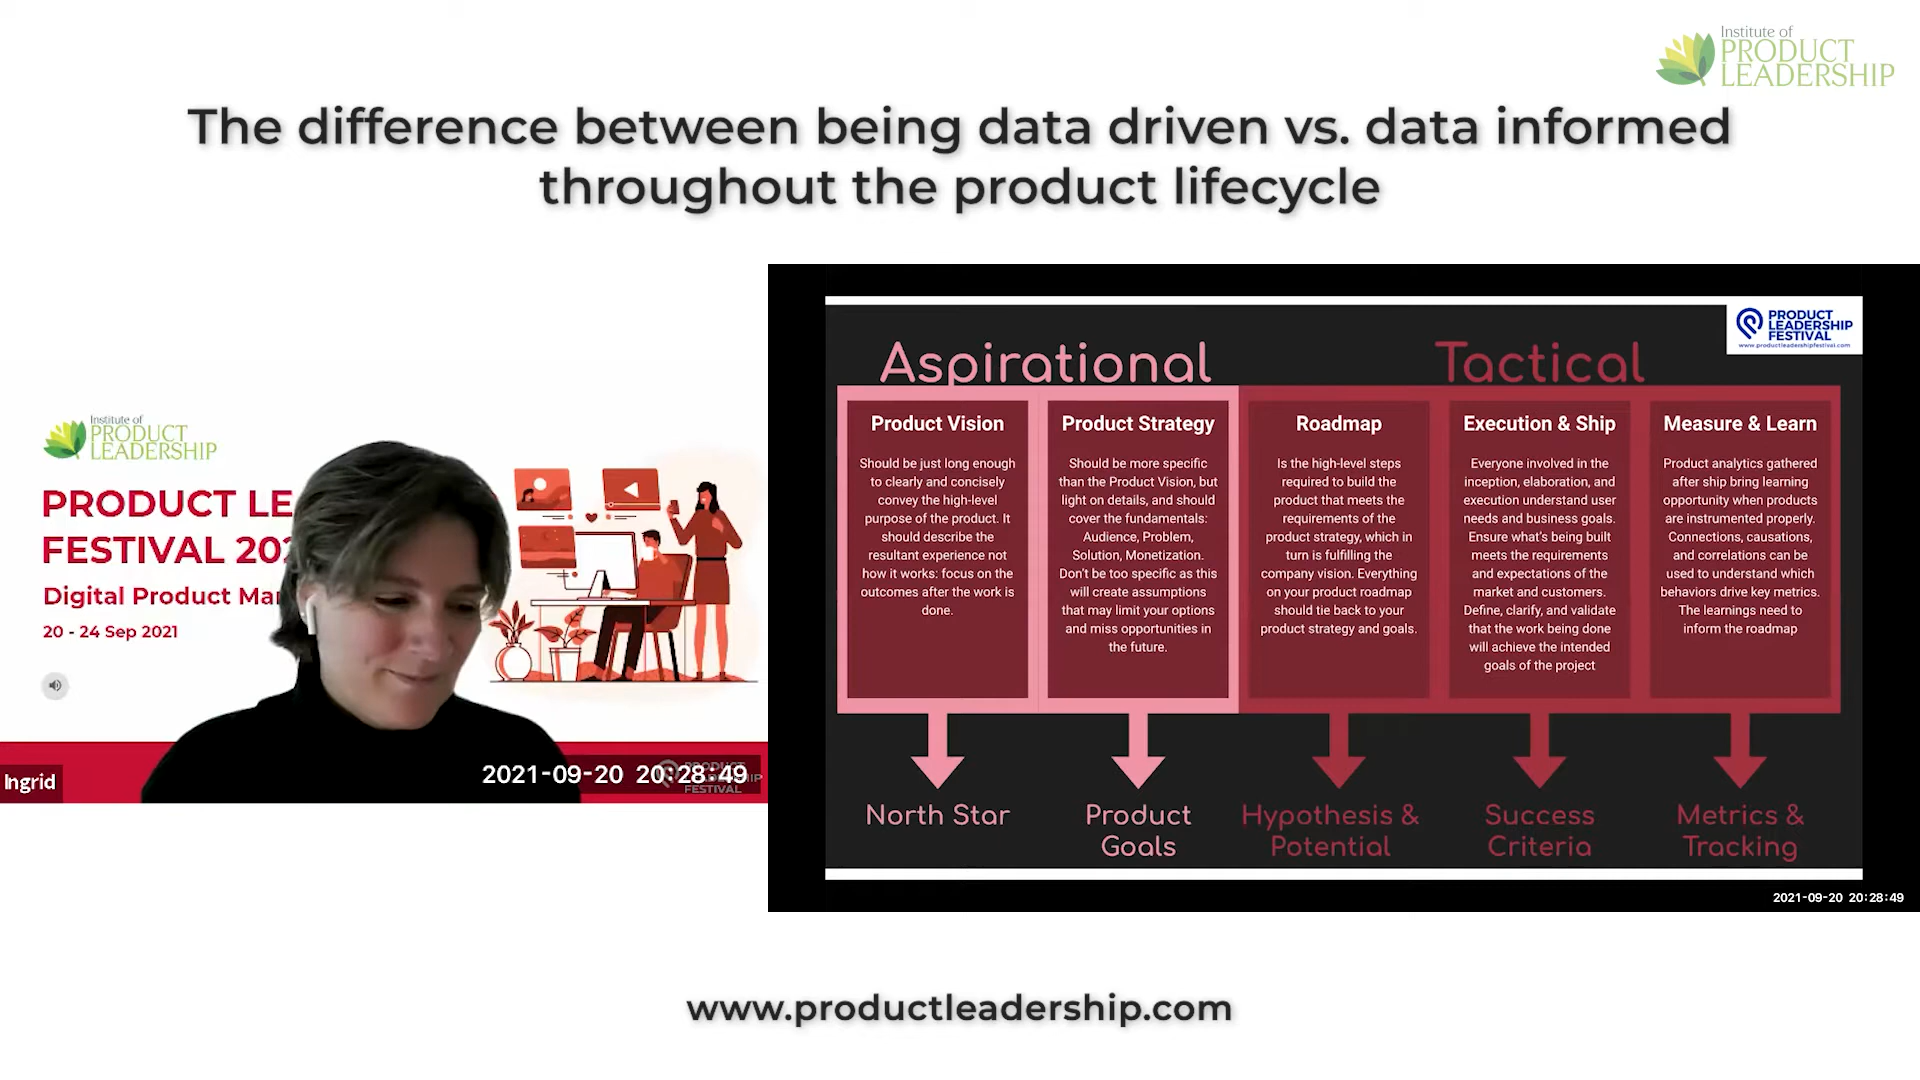 Institute of
PRODUCT
LEADERSHIP
The difference between being data driven vs. data informed
throughout the product lifecycle
Institute of
PRODUCT
LEADERSHIP
PRODUCT LE
FESTIVAL 202
Digital Product Man
20 - 24 Sep 2021
Ingrid
2021-09-20 20:28:49
PRODUCT
LEADERSHIP
FESTIVAL
PRODUCT
LEADERSHIP
FESTIVAL
www.productleadershipfestival.com
Aspirational
Tactical
Product Vision
Should be just long enough
to clearly and concisely
convey the high-level
purpose of the product. It
should describe the
resultant experience not
how it works: focus on the
outcomes after the work is
done.
Product Strategy
Should be more specific
than the Product Vision, but
light on details, and should
cover the fundamentals:
Audience, Problem,
Solution, Monetization.
Don't be too specific as this
will create assumptions
that may limit your options
and miss opportunities in
the future.
Roadmap
Is the high-level steps
required to build the
product that meets the
requirements of the
product strategy, which in
turn is fulfilling the
company vision. Everything
on your product roadmap
should tie back to your
product strategy and goals.
Execution & Ship
Everyone involved in the
inception, elaboration, and
execution understand user
needs and business goals.
Ensure what's being built
meets the requirements
and expectations of the
market and customers.
Define, clarify, and validate
that the work being done
will achieve the intended
goals of the project
Measure & Learn
Product analytics gathered
after ship bring learning
opportunity when products
are instrumented properly.
Connections, causations,
and correlations can be
used to understand which
behaviors drive key metrics.
The learnings need to
inform the roadmap
North Star
Product
Goals
Hypothesis &
Potential
Success
Criteria
Metrics &
Tracking
2021-09-20 20:28:49
www.productleadership.com